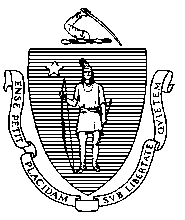 ENSE PETIT
PLACIDAM
SVB LIBERTATE
QVIETEM